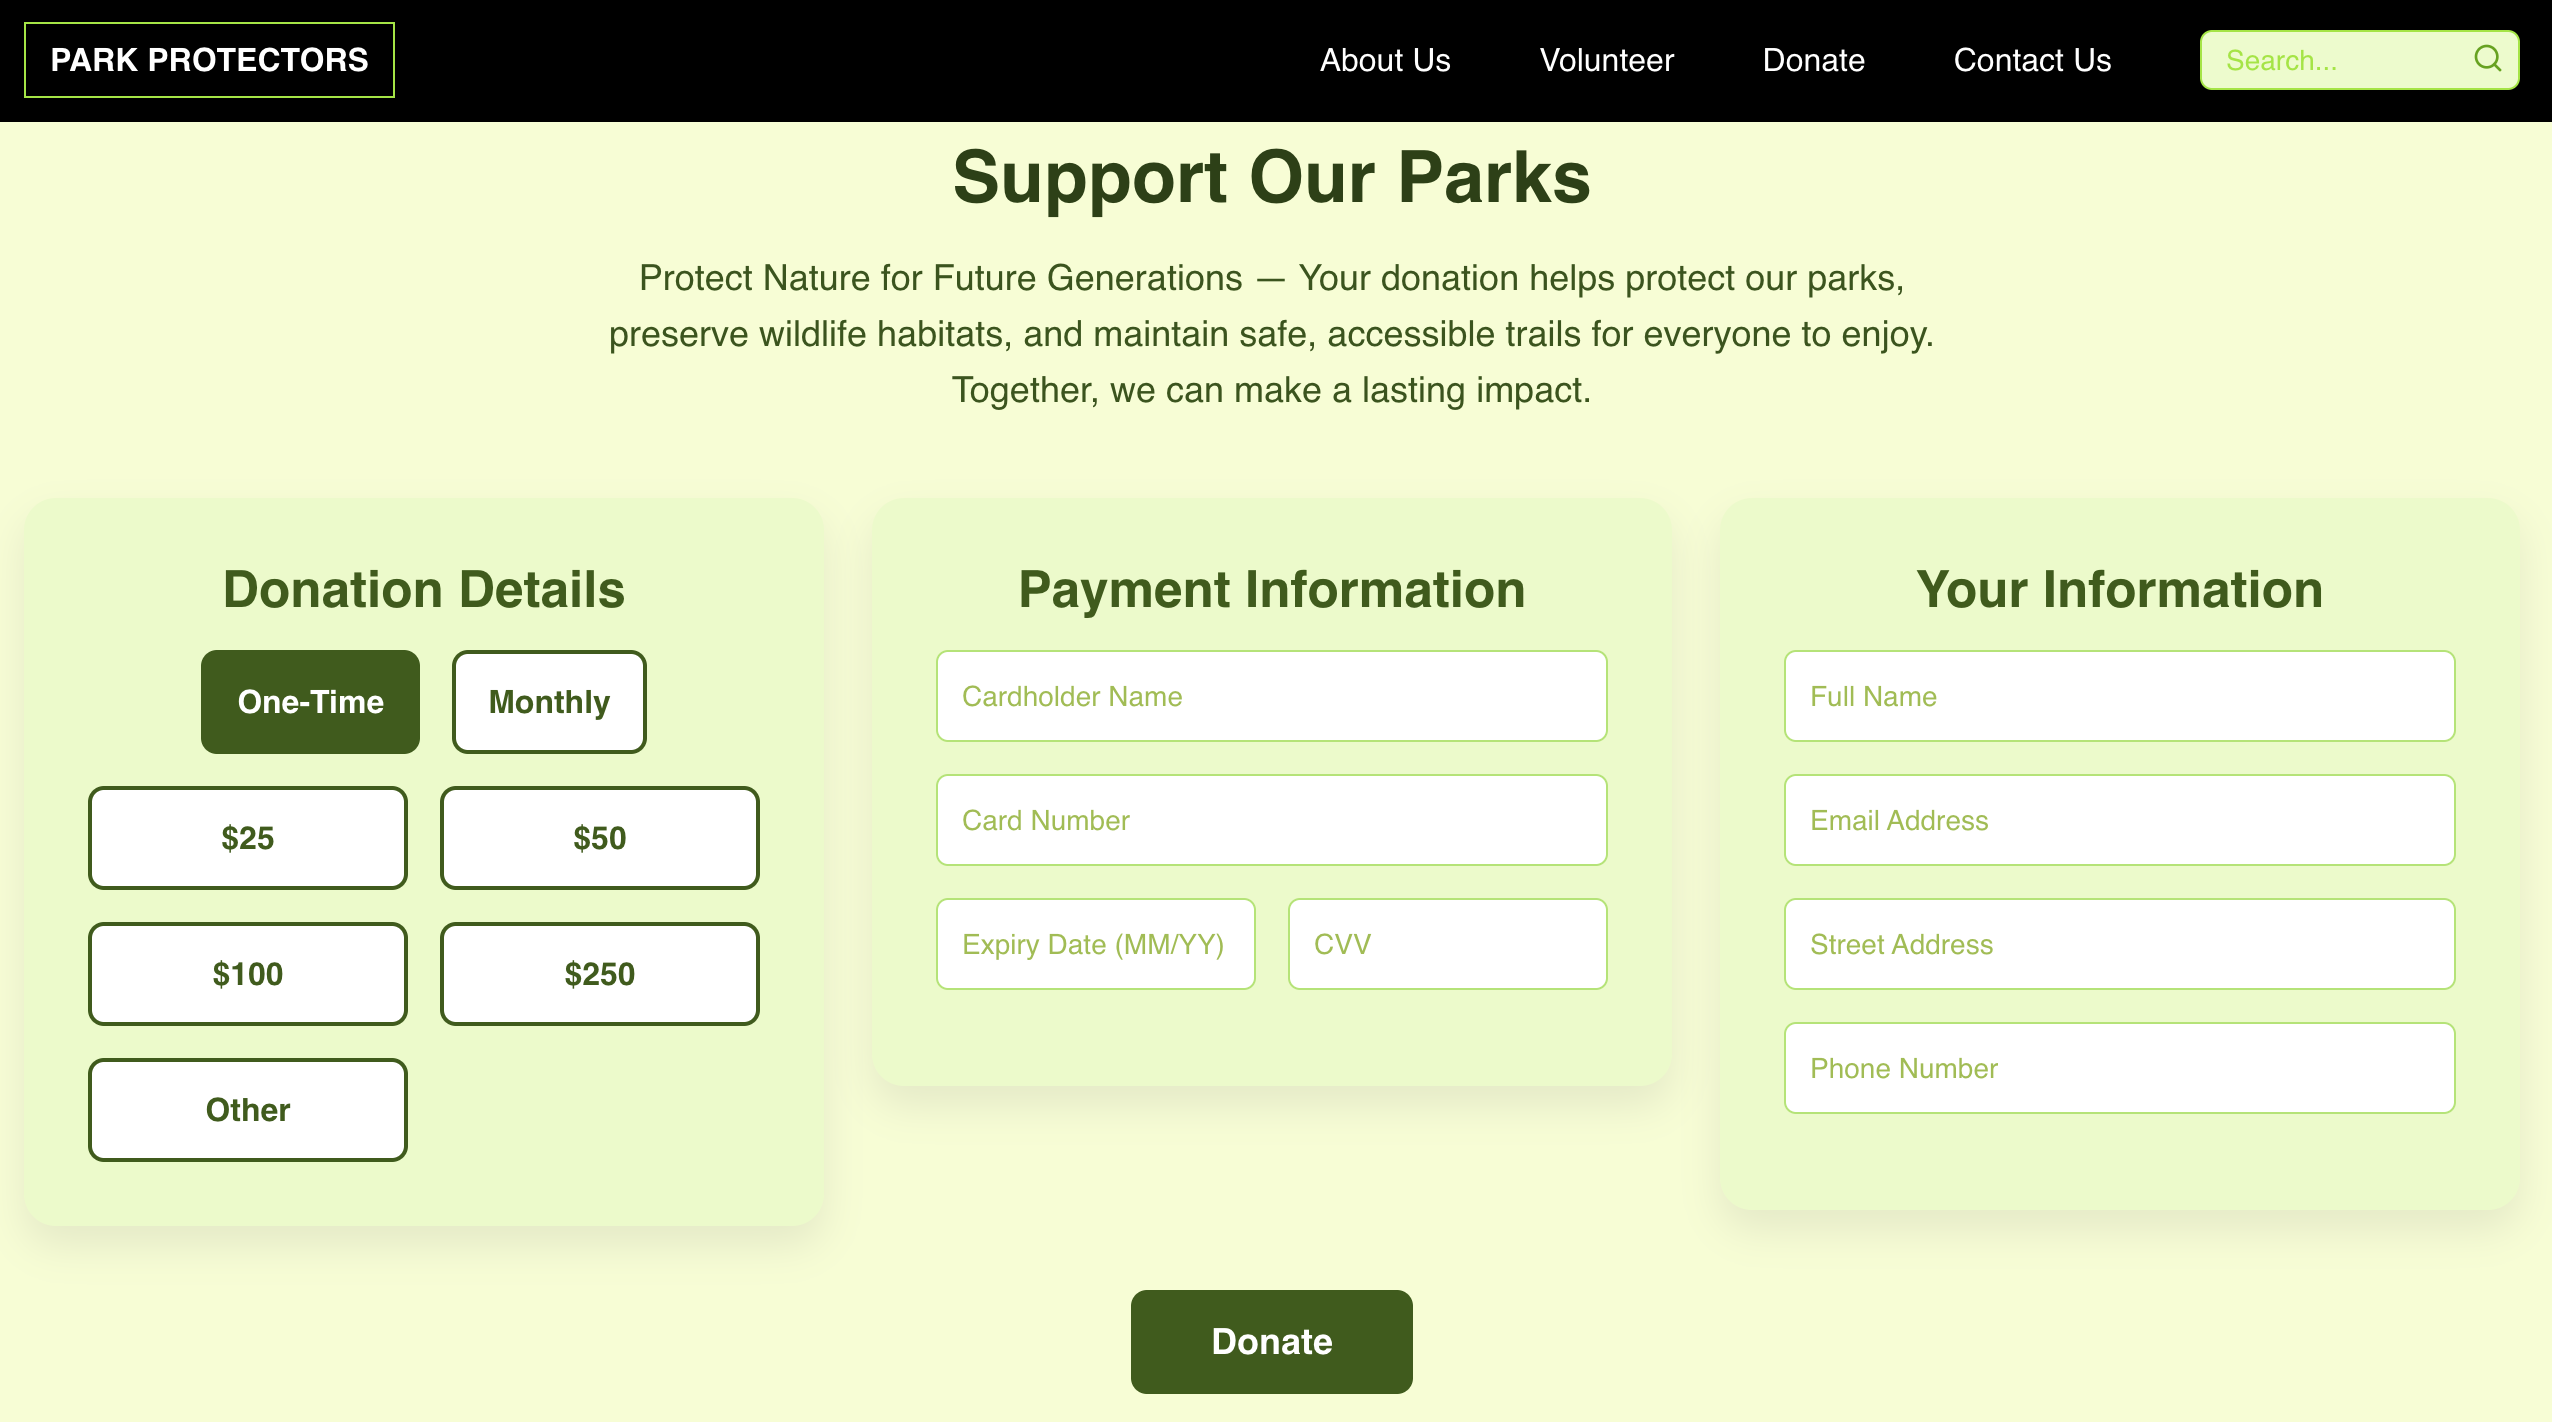 PARK PROTECTORS
About Us
Volunteer
Donate
Contact Us
Search...
Support Our Parks
Protect Nature for Future Generations — Your donation helps protect our parks,
preserve wildlife habitats, and maintain safe, accessible trails for everyone to enjoy.
Together, we can make a lasting impact.
Donation Details
One-Time
Monthly
$25
$50
$100
$250
Other
Payment Information
Cardholder Name
Card Number
Expiry Date (MM/YY)
CVV
Your Information
Full Name
Email Address
Street Address
Phone Number
Donate